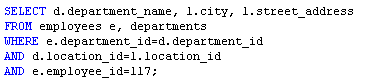 SELECT d.department_name, l.city, l.street_address
FROM employees e, departments
WHERE e.department_id=d.department_id
AND d.location_id=l.location_id
AND e.employee_id=117;